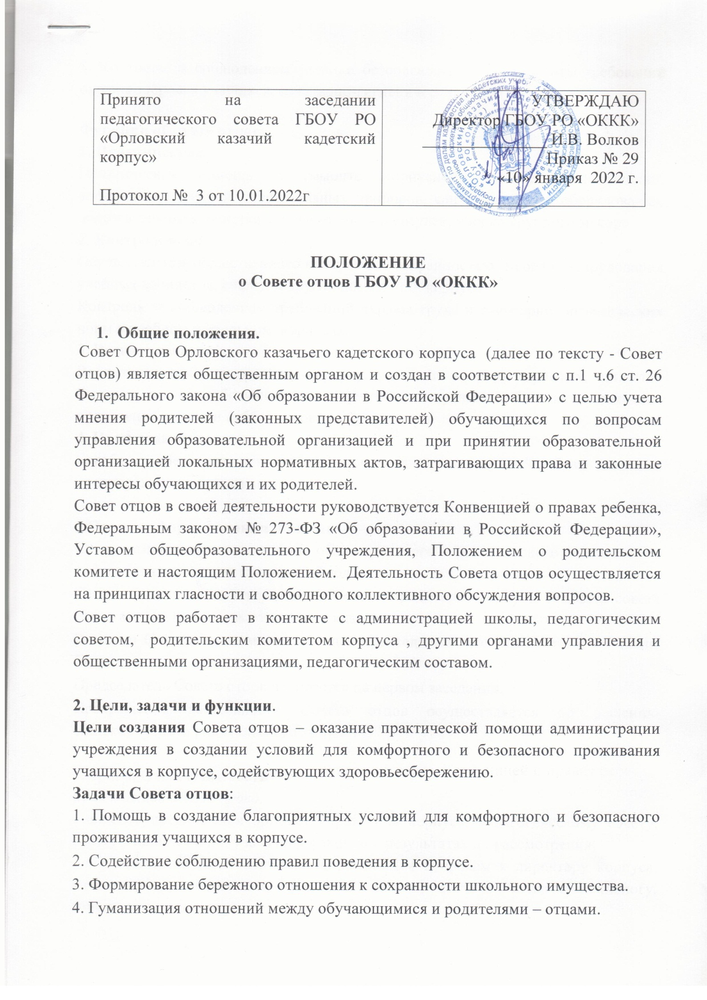 Принято на заседании
педагогического совета ГБОУ РО
«Орловский казачий кадетский
корпус»
Протокол № 3 от 10.01.2022г
УТВЕРЖДАЮ
Директор ГБОУ РО «ОККК»
И.В. Волков
Приказ № 29
«10» января 2022 г.
ПОЛОЖЕНИЕ
о Совете отцов ГБОУ РО «ОККК»
1. Общие положения.
Совет Отцов Орловского казачьего кадетского корпуса (далее по тексту - Совет
отцов) является общественным органом и создан в соответствии с п.1 ч.6 ст. 26
Федерального закона «Об образовании в Российской Федерации» с целью учета
мнения родителей (законных представителей) обучающихся по вопросам
управления образовательной организацией и при принятии образовательной
организацией локальных нормативных актов, затрагивающих права и законные
интересы обучающихся и их родителей.
Совет отцов в своей деятельности руководствуется Конвенцией о правах ребенка,
Федеральным законом № 273-ФЗ «Об образовании в Российской Федерации»,
Уставом общеобразовательного учреждения, Положением о родительском
комитете и настоящим Положением. Деятельность Совета отцов осуществляется
на принципах гласности и свободного коллективного обсуждения вопросов.
Совет отцов работает в контакте с администрацией школы, педагогическим
советом, родительским комитетом корпуса , другими органами управления и
общественными организациями, педагогическим составом.
2. Цели, задачи и функции.
Цели создания Совета отцов – оказание практической помощи администрации
учреждения в создании условий для комфортного и безопасного проживания
учащихся в корпусе, содействующих здоровьесбережению.
Задачи Совета отцов:
1. Помощь в создание благоприятных условий для комфортного и безопасного
проживания учащихся в корпусе.
2. Содействие соблюдению правил поведения в корпусе.
3. Формирование бережного отношения к сохранности школьного имущества.
4. Гуманизация отношений между обучающимися и родителями – отцами.